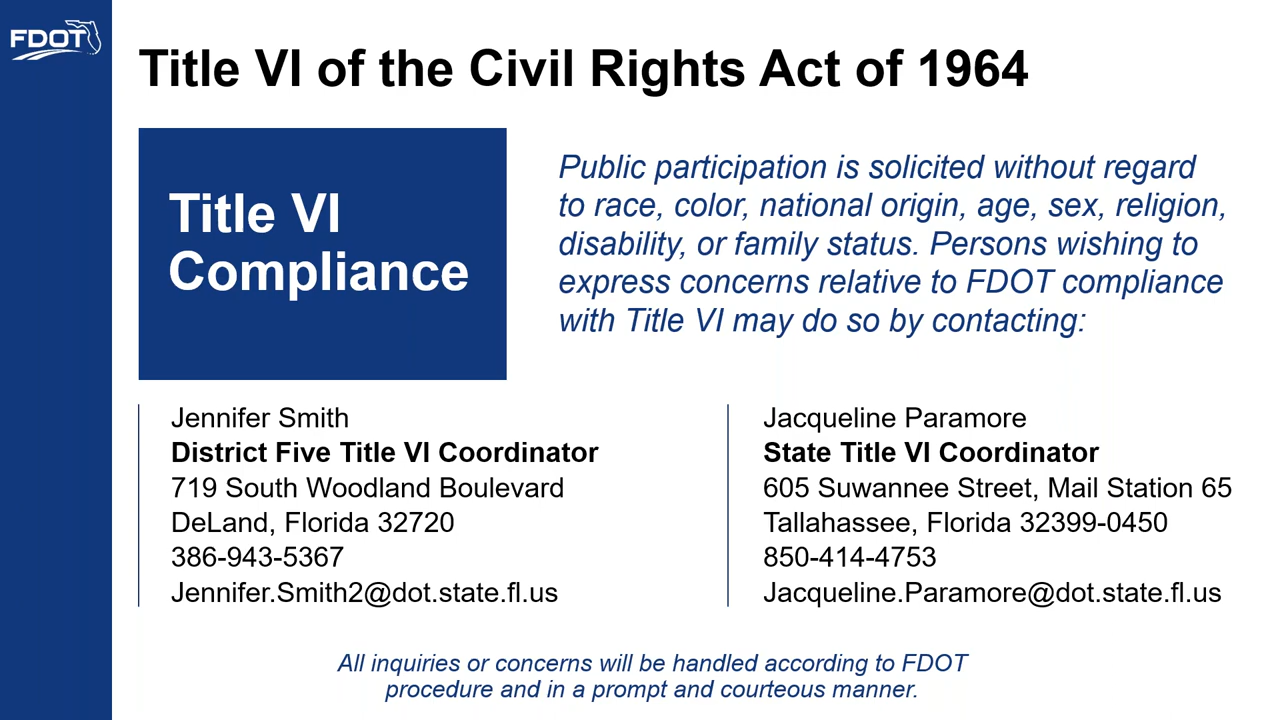 FDOT
Title VI of the Civil Rights Act of 1964
Title VI
Compliance
Public participation is solicited without regard
to race, color, national origin, age, sex, religion,
disability, or family status. Persons wishing to
express concerns relative to FDOT compliance
with Title VI may do so by contacting:
Jennifer Smith
District Five Title VI Coordinator
719 South Woodland Boulevard
DeLand, Florida 32720
386-943-5367
Jennifer.Smith2@dot.state.fl.us
Jacqueline Paramore
State Title VI Coordinator
605 Suwannee Street, Mail Station 65
Tallahassee, Florida 32399-0450
850-414-4753
Jacqueline.Paramore@dot.state.fl.us
All inquiries or concerns will be handled according to FDOT
procedure and in a prompt and courteous manner.